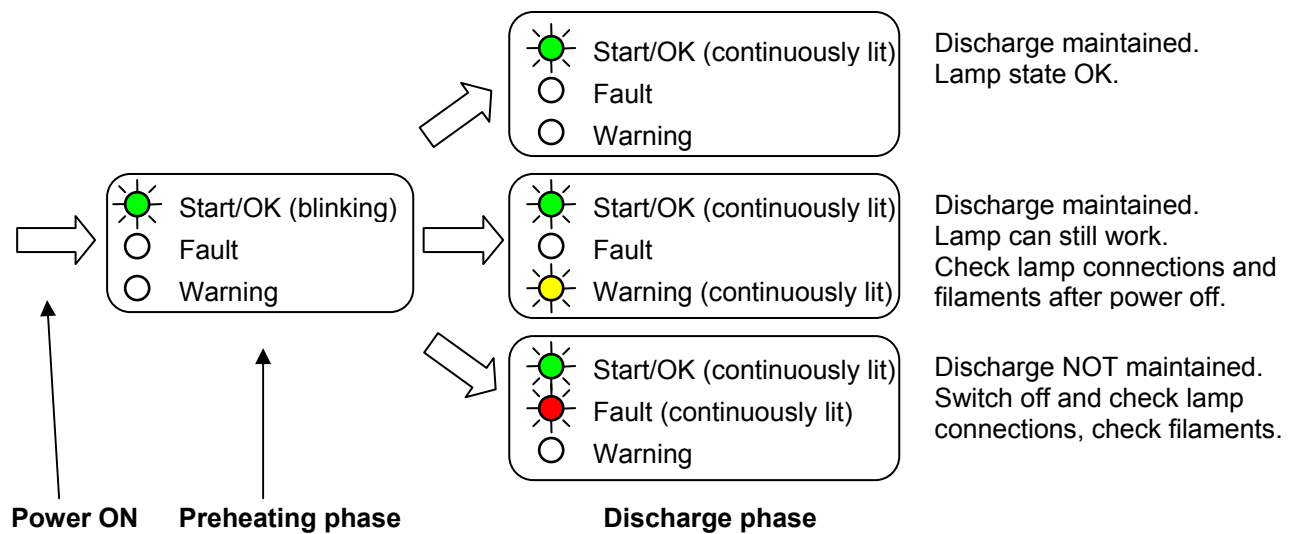 Start/OK (continuously lit)
Fault
Warning
Discharge maintained.
Lamp state OK.
Start/OK (blinking)
Fault
Warning
Start/OK (continuously lit)
Fault
Warning (continuously lit)
Discharge maintained.
Lamp can still work.
Check lamp connections and
filaments after power off.
Start/OK (continuously lit)
Fault (continuously lit)
Warning
Discharge NOT maintained.
Switch off and check lamp
connections, check filaments.
Power ON
Preheating phase
Discharge phase